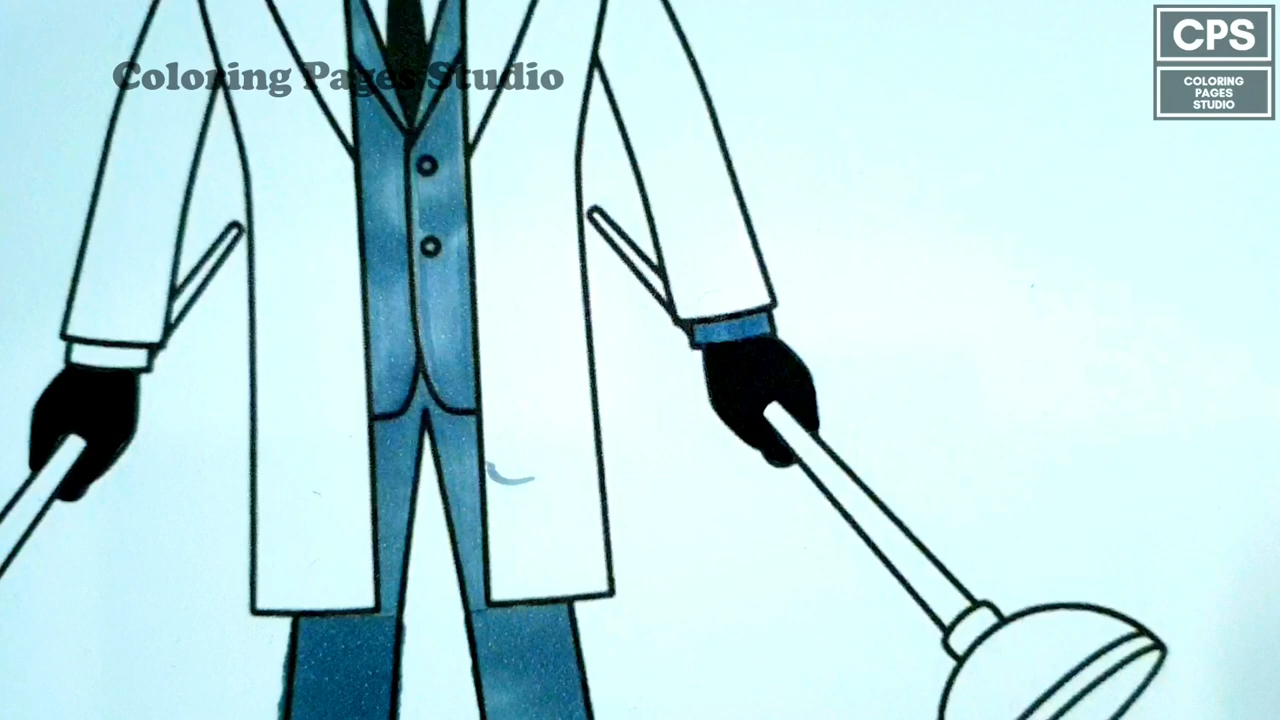 Coloring Pages Studio
CPS
COLORING
PAGES
STUDIO